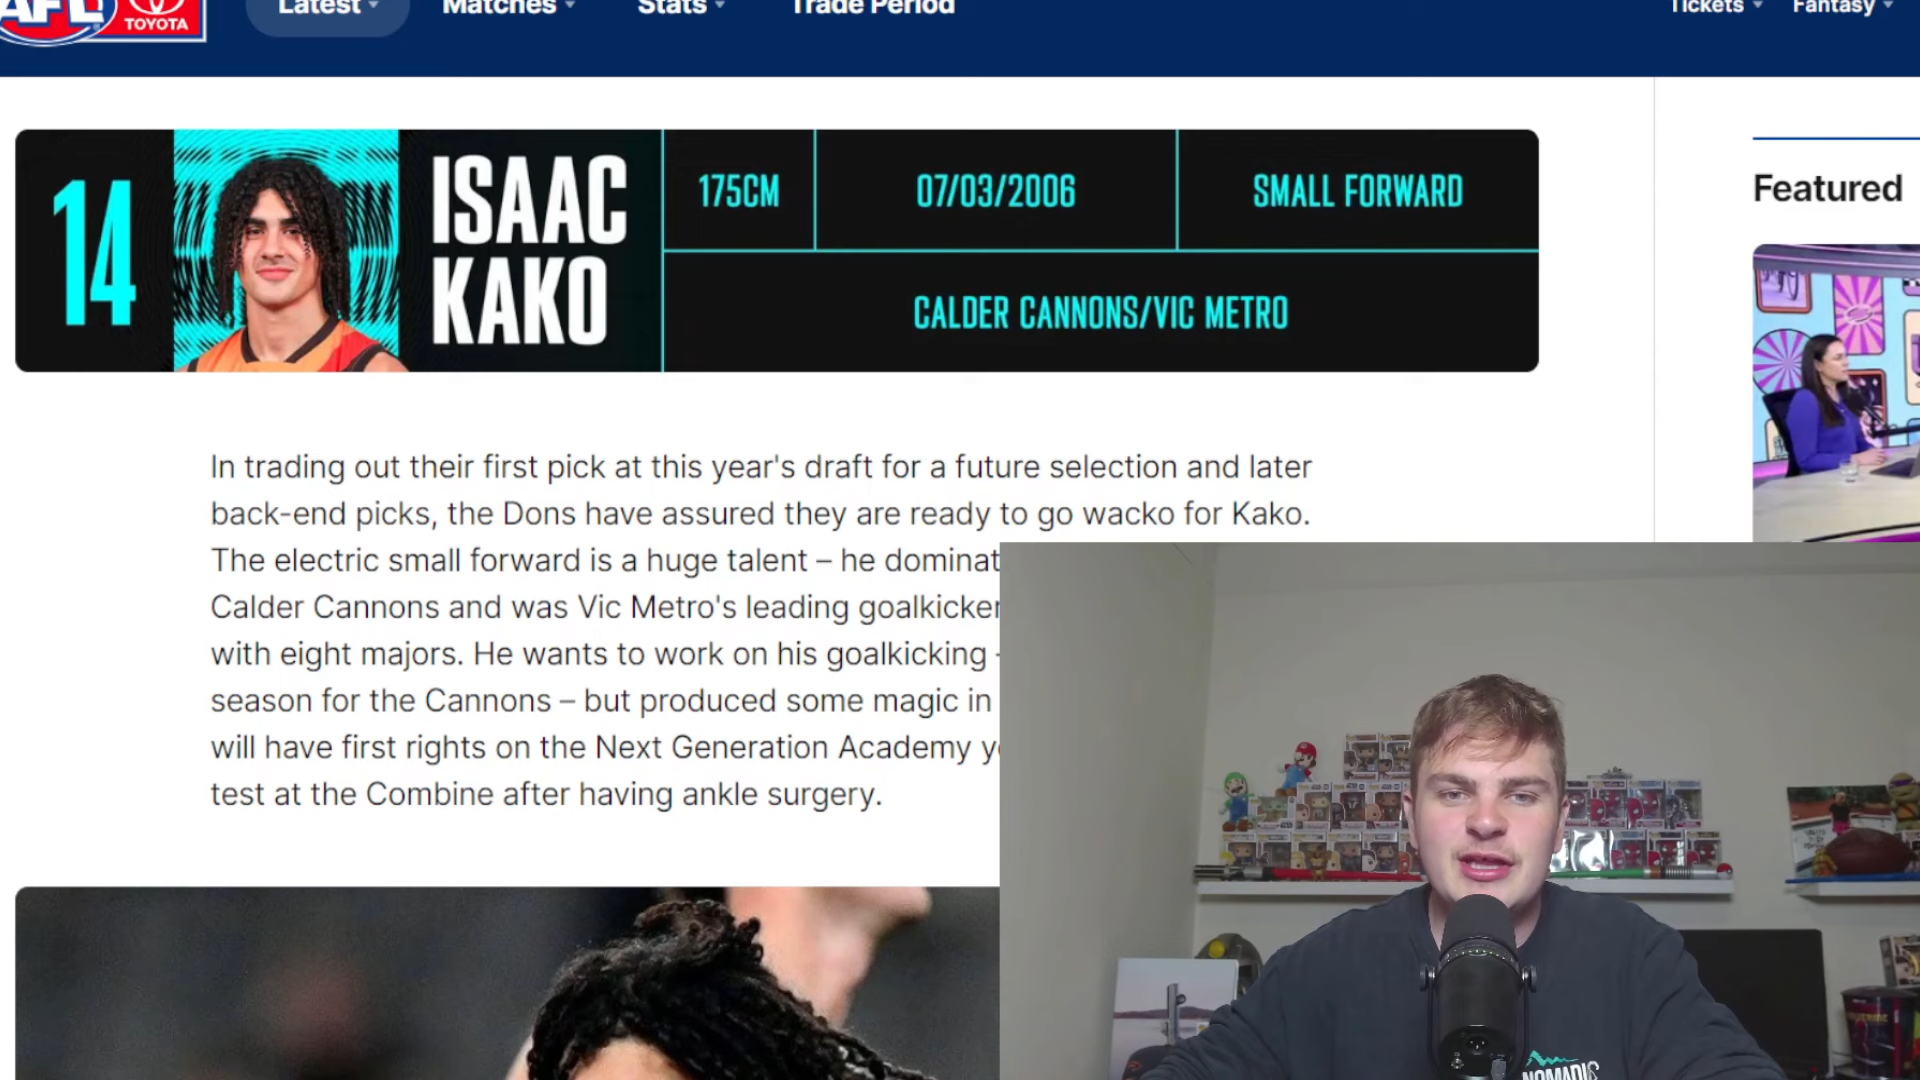 AFL
TOYOTA
Latest
Matches
Stats
Trade Period
Tickets
Fantasy
14
ISAAC
KAKO
175CM
07/03/2006
SMALL FORWARD
CALDER CANNONS/VIC METRO
Featured
In trading out their first pick at this year's draft for a future selection and later
back-end picks, the Dons have assured they are ready to go wacko for Kako.
The electric small forward is a huge talent – he dominat
Calder Cannons and was Vic Metro's leading goalkicker
with eight majors. He wants to work on his goalkicking -
season for the Cannons – but produced some magic in
will have first rights on the Next Generation Academy y
test at the Combine after having ankle surgery.
NOMADIC